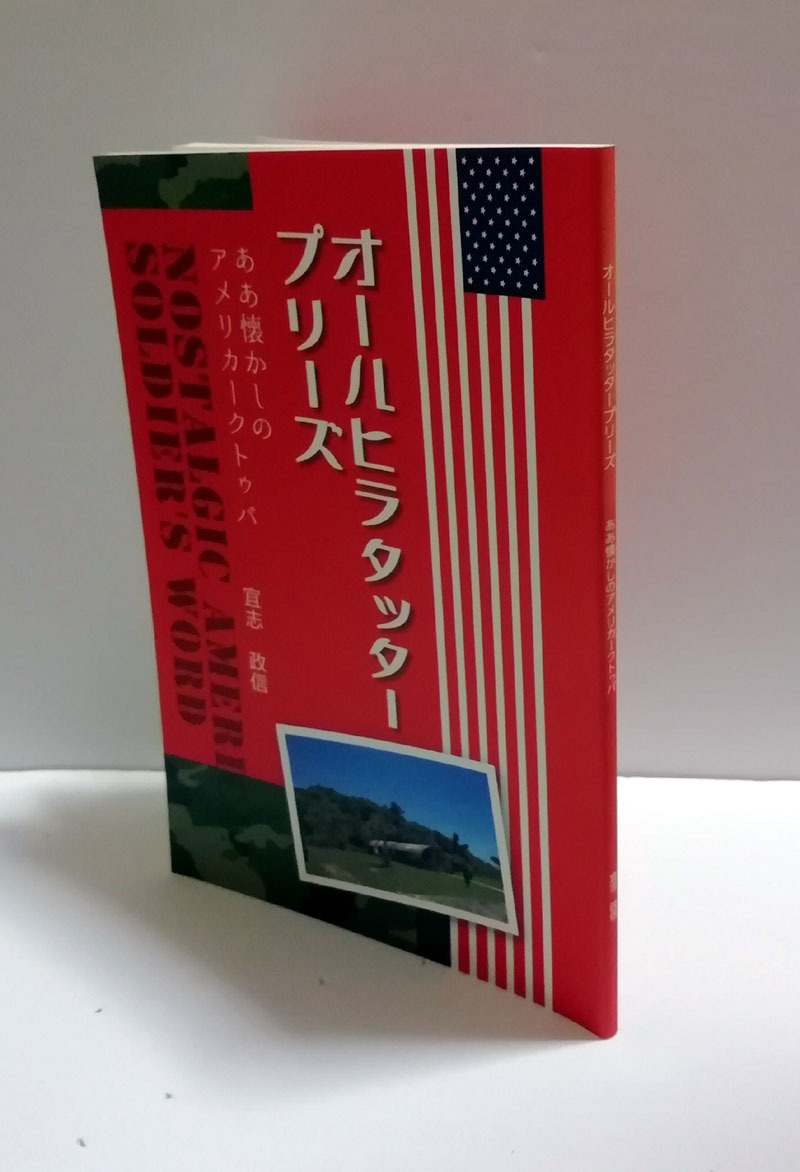 オールヒラタッター
プリーズ
ああ懐かしの
アメリカークトゥバ
宜志 政信
NOSTALGIC AMERI
SOLDIER'S WORD
オールヒラタッタープリーズ ああ懐かしのアメリカークトゥバ